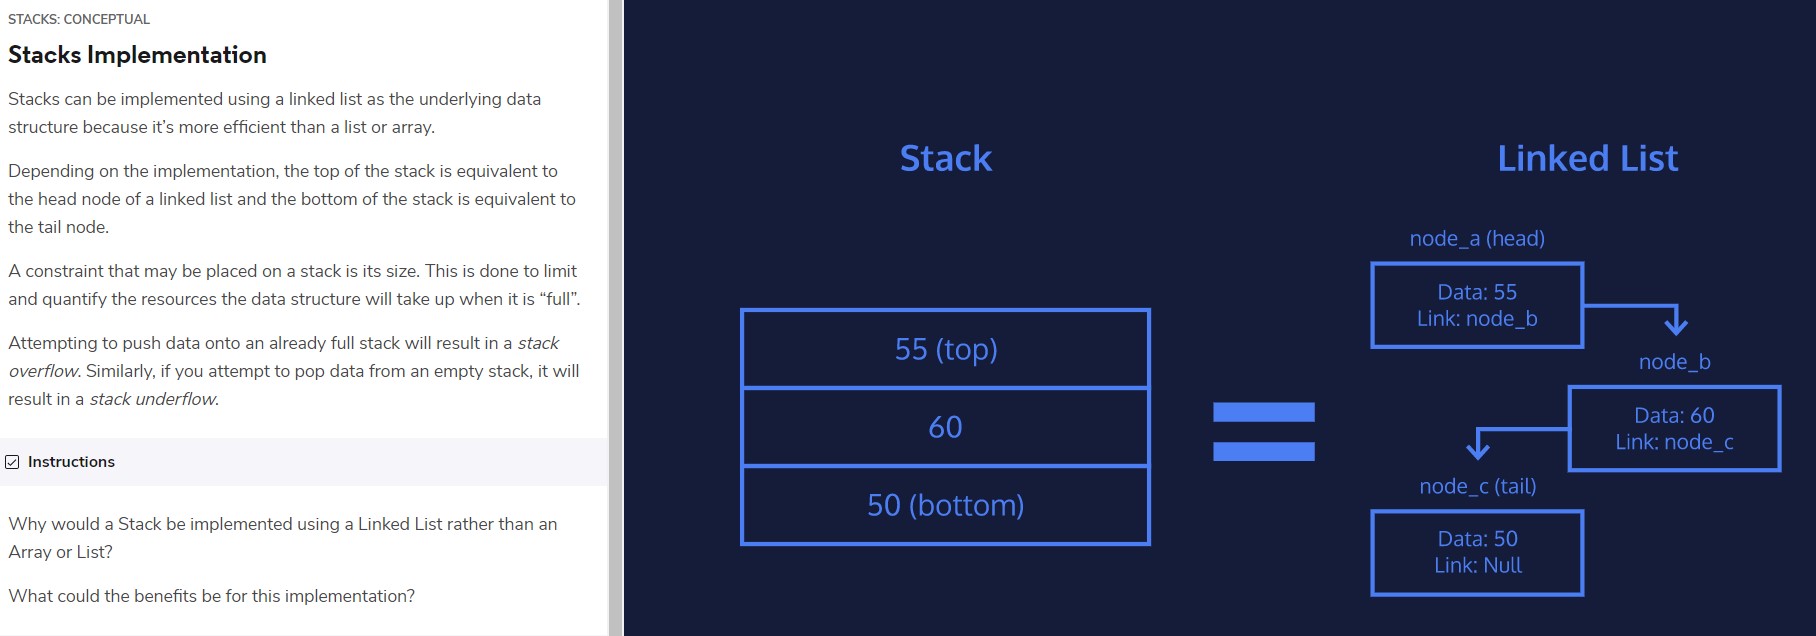 STACKS: CONCEPTUAL
Stacks Implementation
Stacks can be implemented using a linked list as the underlying data
structure because it’s more efficient than a list or array.
Depending on the implementation, the top of the stack is equivalent to
the head node of a linked list and the bottom of the stack is equivalent to
the tail node.
A constraint that may be placed on a stack is its size. This is done to limit
and quantify the resources the data structure will take up when it is “full”.
Attempting to push data onto an already full stack will result in a stack
overflow. Similarly, if you attempt to pop data from an empty stack, it will
result in a stack underflow.
Instructions
Why would a Stack be implemented using a Linked List rather than an
Array or List?
What could the benefits be for this implementation?
Stack
55 (top)
60
50 (bottom)
Linked List
node_a (head)
Data: 55
Link: node_b
node_b
Data: 60
Link: node_c
node_c (tail)
Data: 50
Link: Null